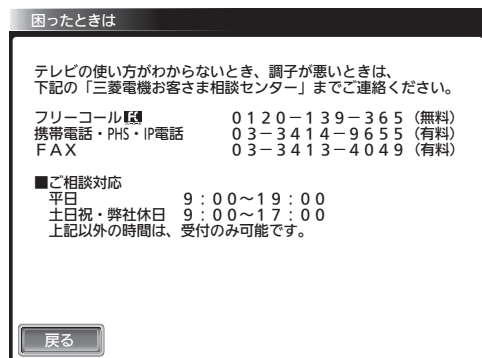 困ったときは
テレビの使い方がわからないとき、調子が悪いときは、
下記の「三菱電機お客さま相談センター」までご連絡ください。
フリーコール 0120－139－365（無料）
携帯電話・PHS・IP電話 03－3414－9655（有料）
ＦＡＸ 03－3413－4049（有料）
■ご相談対応
平日 9：00～19：00
土日祝・弊社休日 9：00～17：00
上記以外の時間は、受付のみ可能です。
戻る